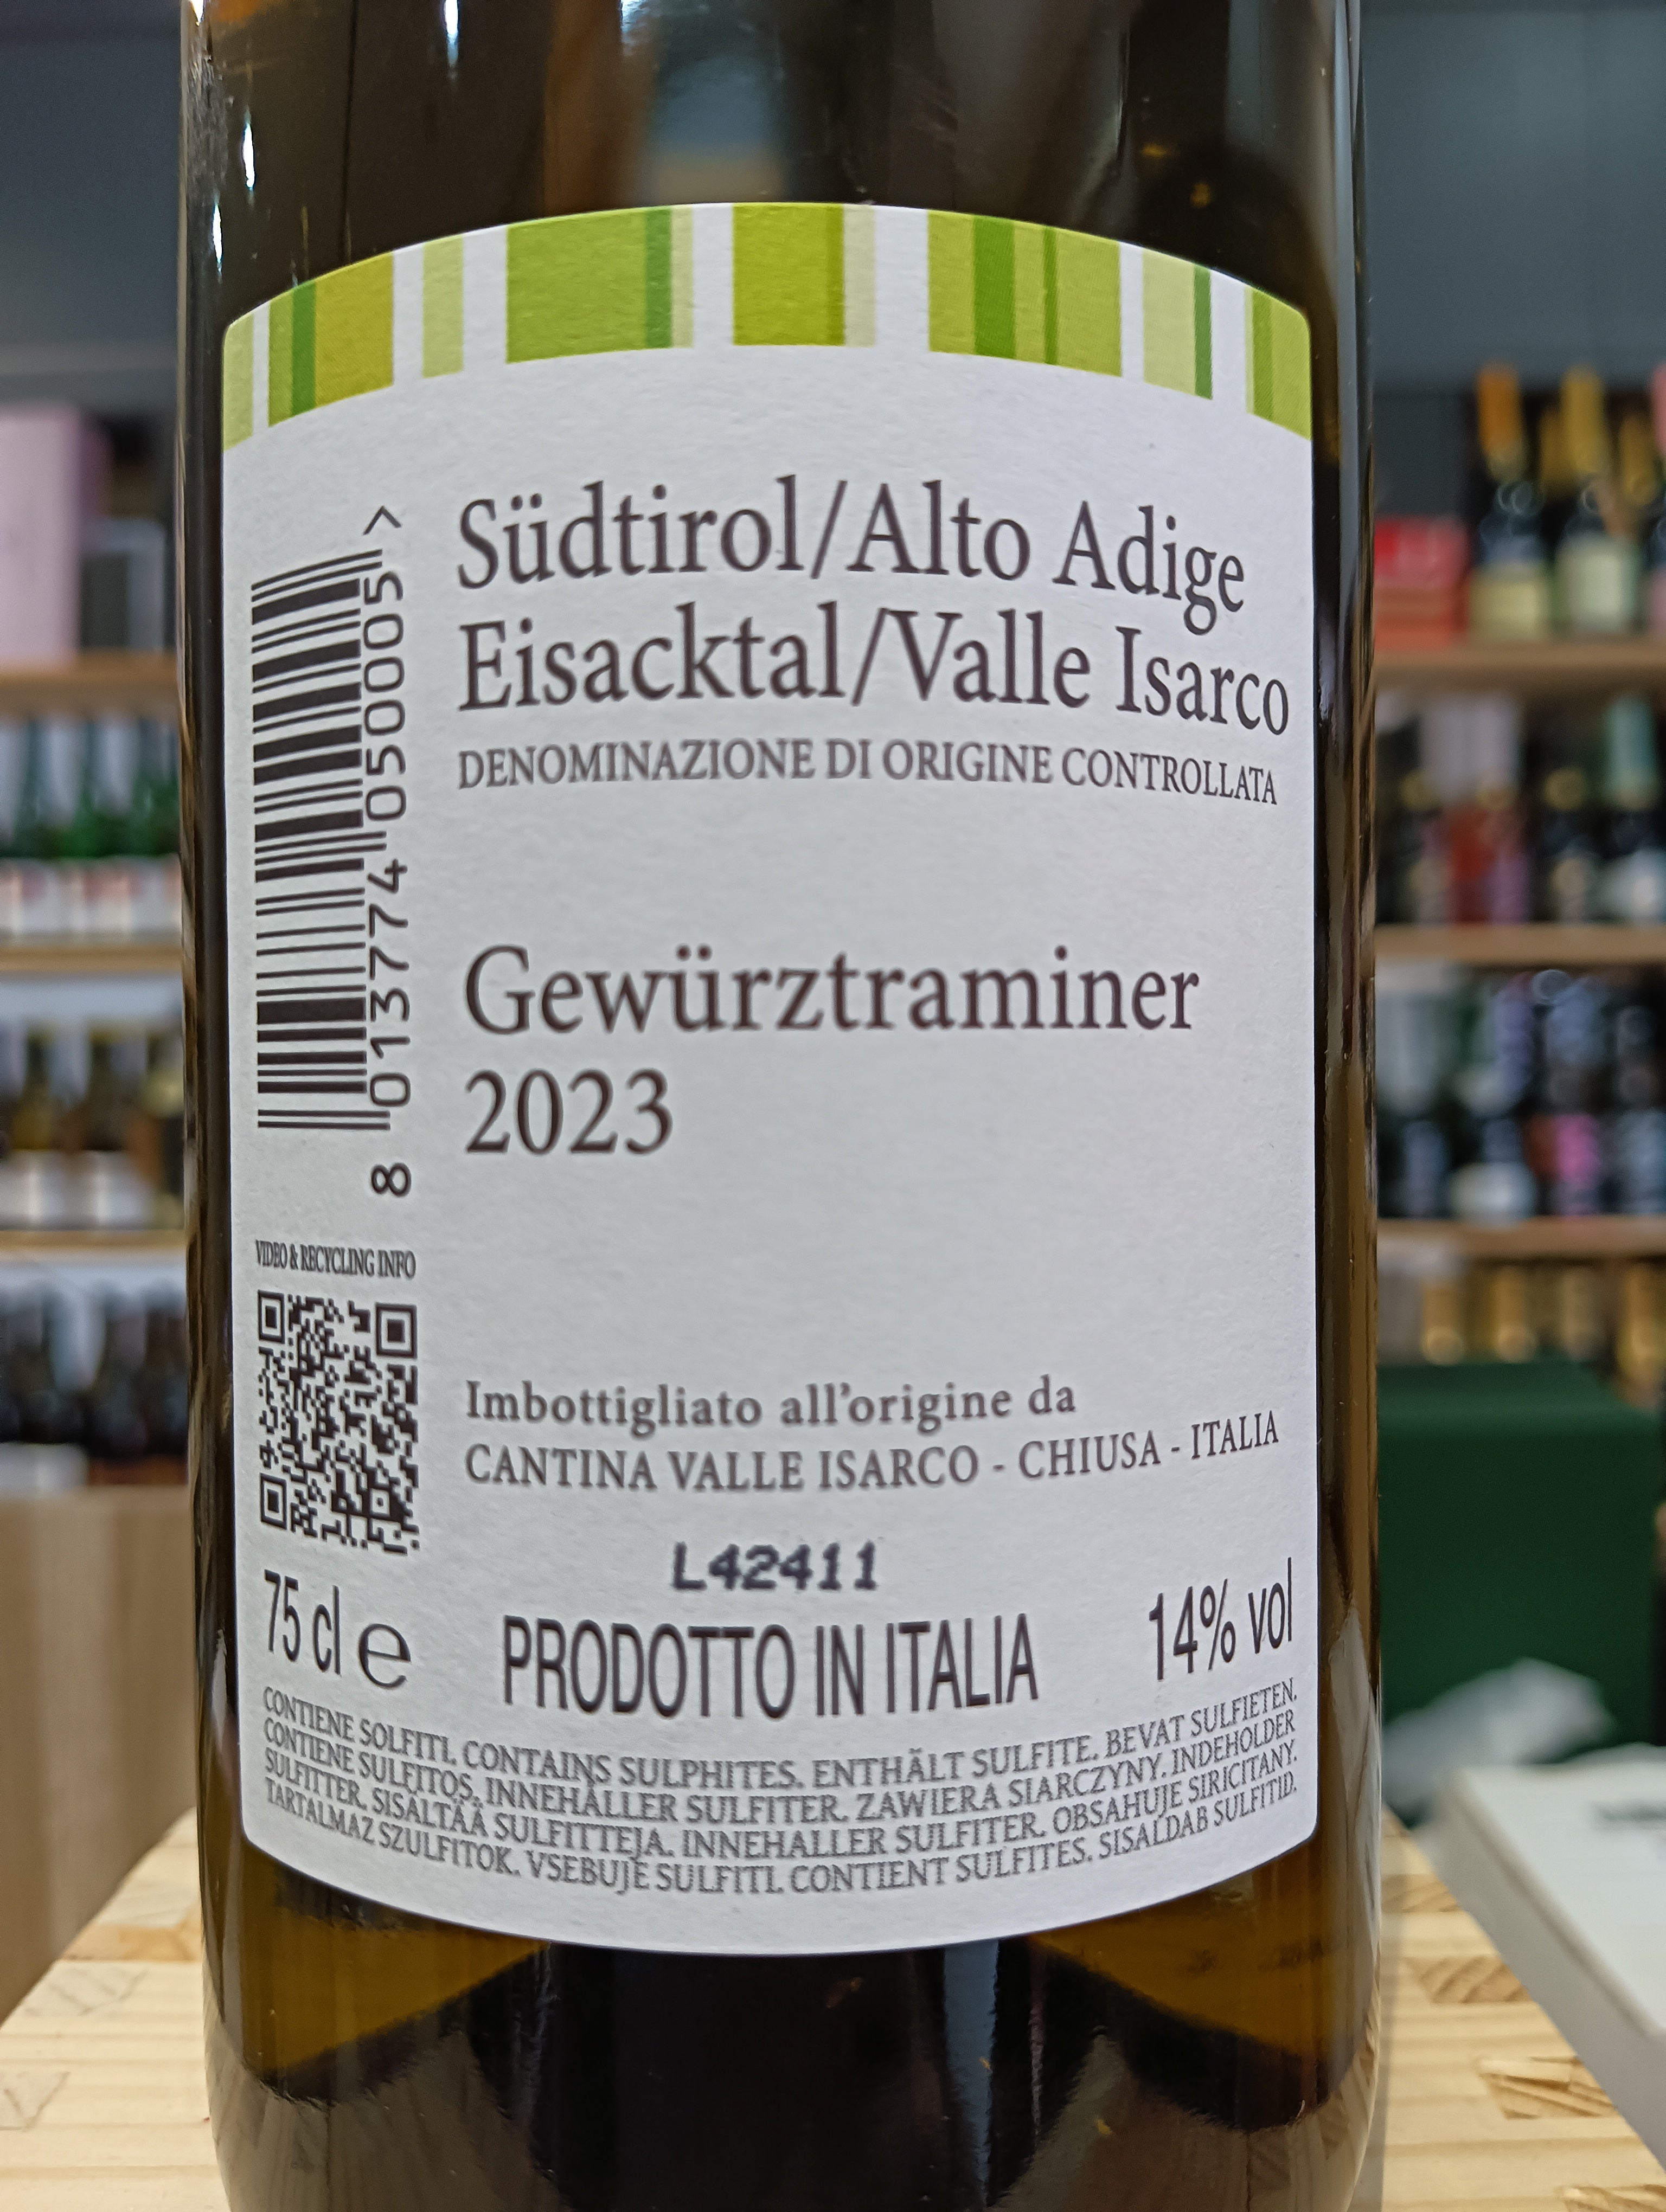 Südtirol/Alto Adige
Eisacktal/Valle Isarco
DENOMINAZIONE DI ORIGINE CONTROLLATA
Gewürztraminer
2023
8 013774 050005 >
VIDEO & RECYCLING INFO
Imbottigliato all'origine da
CANTINA VALLE ISARCO - CHIUSA - ITALIA
L42411
75 cl e PRODOTTO IN ITALIA 14% vol
CONTIENE SOLFITI. CONTAINS SULPHITES. ENTHÄLT SULFITE. BEVAT SULFIETEN.
CONTIENE SULFITOS. INNEHÅLLER SULFITER. ZAWIERA SIARCZYNY. INDEHOLDER
SULFITTER. SISÄLTÄÄ SULFITTEJA. INNEHALLER SULFITER. OBSAHUJE SIRICITANY.
TARTALMAZ SZULFITOK. VSEBUJE SULFITI. CONTIENT SULFITES. SISALDAB SULFITID.